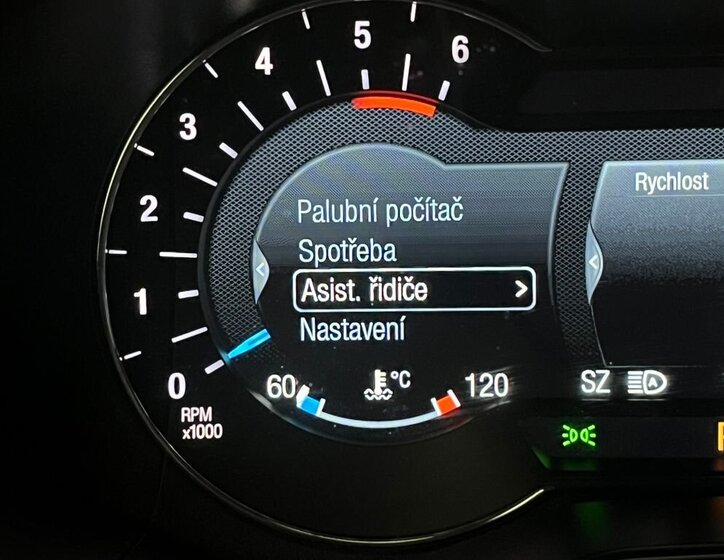 6
5
4
3
2
1
0
RPM
x1000
Palubní počítač
Spotřeba
Asist. řidiče >
Nastavení
60 °C 120
Rychlost
SZ A